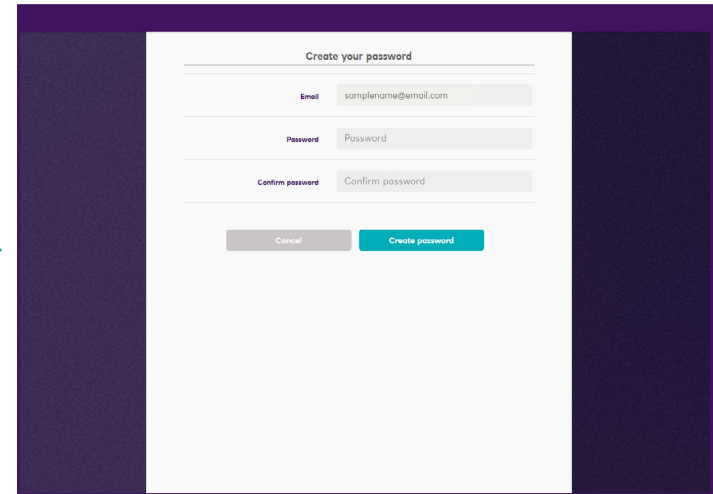 Create your password
Email samplename@email.com
Password Password
Confirm password Confirm password
Cancel Create password